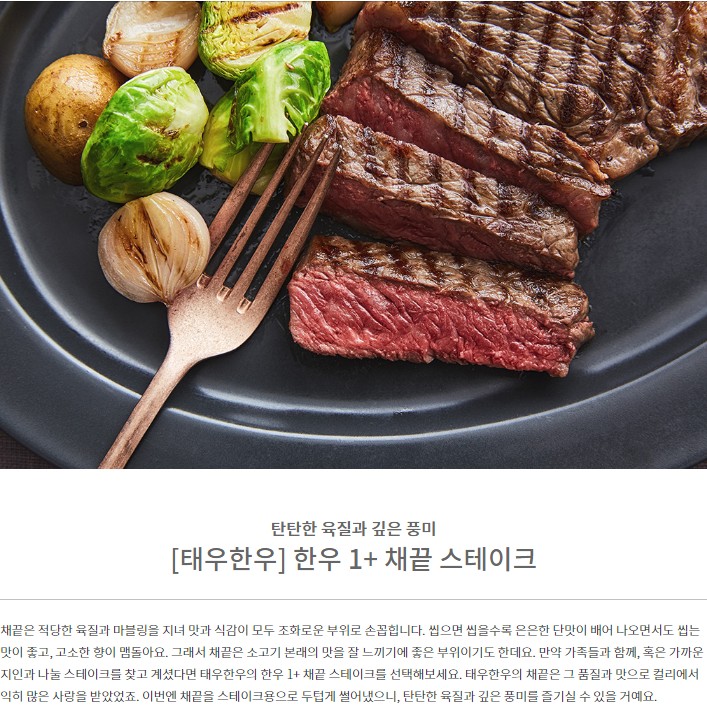 탄탄한 육질과 깊은 풍미
[태우한우] 한우 1+ 채끝 스테이크
채끝은 적당한 육질과 마블링을 지녀 맛과 식감이 모두 조화로운 부위로 손꼽힙니다. 씹으면 씹을수록 은은한 단맛이 배어 나오면서도 씹는
맛이 좋고, 고소한 향이 맴돌아요. 그래서 채끝은 소고기 본래의 맛을 잘 느끼기에 좋은 부위이기도 한데요. 만약 가족들과 함께, 혹은 가까운
지인과 나눌 스테이크를 찾고 계셨다면 태우한우의 한우 1+ 채끝 스테이크를 선택해보세요. 태우한우의 채끝은 그 품질과 맛으로 컬리에서
익히 많은 사랑을 받았었죠. 이번엔 채끝을 스테이크용으로 두텁게 썰어냈으니, 탄탄한 육질과 깊은 풍미를 즐기실 수 있을 거예요.